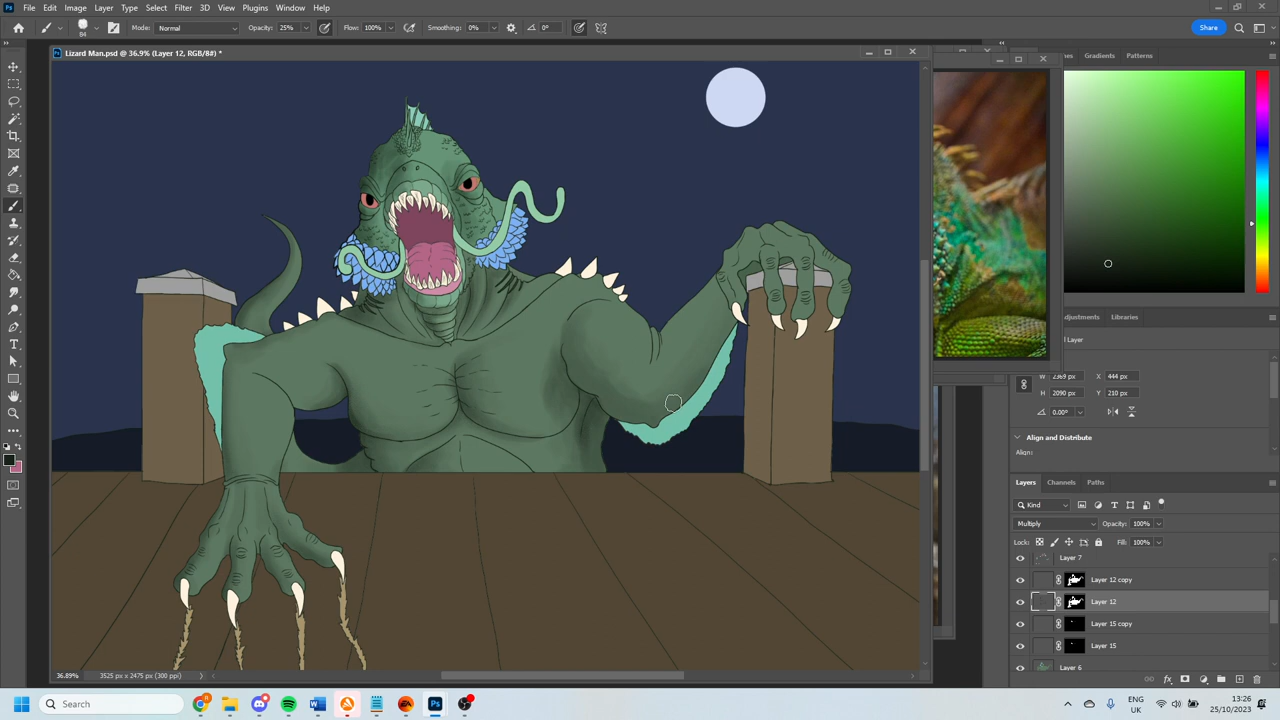 File Edit Image Layer Type Select Filter 3D View Plugins Window Help
84 Mode: Normal Opacity: 25% Flow: 100% Smoothing: 0% 0° Share
Lizard Man.psd @ 36.9% (Layer 12, RGB/8#) *
Gradients Patterns
Libraries
Layer
W 2369 px X 444 px
H 2090 px Y 210 px
0.00°
Align and Distribute
Align:
Layers Channels Paths
Kind
Multiply Opacity: 100%
Lock: Fill: 100%
Layer 7
Layer 12 copy
Layer 12
Layer 15 copy
Layer 15
Layer 6
36.89% 3525 px x 2475 px (300 ppi)
Search
ENG
UK
13:26
25/10/2023